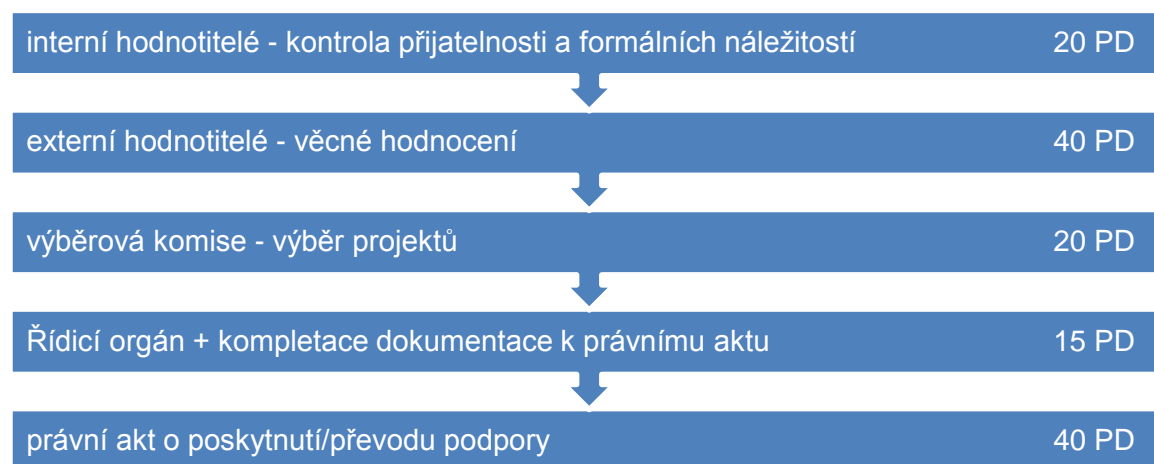 interní hodnotitelé - kontrola přijatelnosti a formálních náležitostí 20 PD
externí hodnotitelé - věcné hodnocení 40 PD
výběrová komise - výběr projektů 20 PD
Řídicí orgán + kompletace dokumentace k právnímu aktu 15 PD
právní akt o poskytnutí/převodu podpory 40 PD